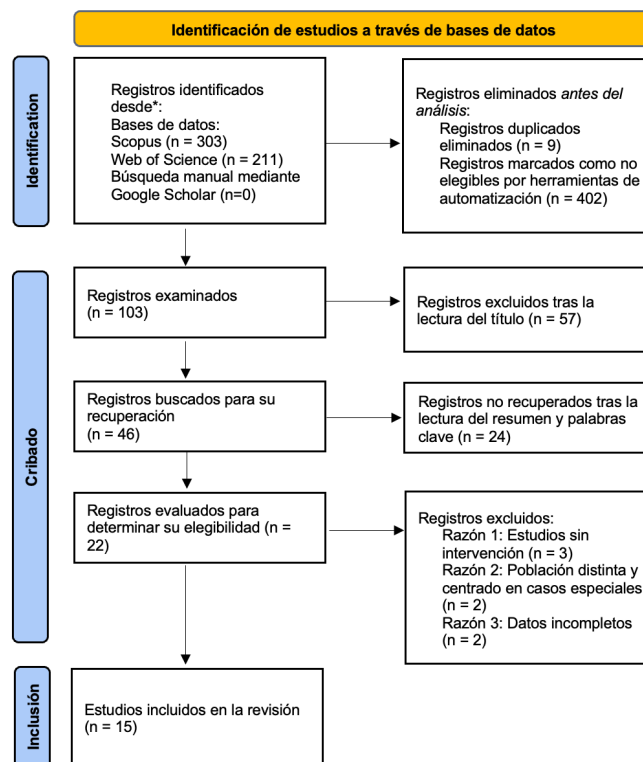 Identificación de estudios a través de bases de datos
Identification
Registros identificados
desde*:
Bases de datos:
Scopus (n = 303)
Web of Science (n = 211)
Búsqueda manual mediante
Google Scholar (n=0)
Registros eliminados antes del
análisis:
Registros duplicados
eliminados (n = 9)
Registros marcados como no
elegibles por herramientas de
automatización (n = 402)
Cribado
Registros examinados
(n = 103)
Registros excluidos tras la
lectura del título (n = 57)
Registros buscados para su
recuperación
(n = 46)
Registros no recuperados tras la
lectura del resumen y palabras
clave (n = 24)
Registros evaluados para
determinar su elegibilidad (n =
22)
Registros excluidos:
Razón 1: Estudios sin
intervención (n = 3)
Razón 2: Población distinta y
centrado en casos especiales
(n = 2)
Razón 3: Datos incompletos
(n = 2)
Inclusión
Estudios incluidos en la revisión
(n = 15)